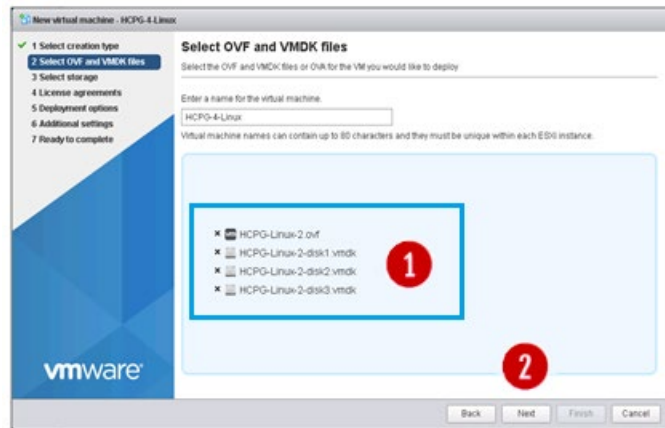 New virtual machine - HCPG-4-Linux
1 Select creation type
2 Select OVF and VMDK files
3 Select storage
4 License agreements
5 Deployment options
6 Additional settings
7 Ready to complete
Select OVF and VMDK files
Select the OVF and VMDK files or OVA for the VM you would like to deploy
Enter a name for the virtual machine.
HCPG-4-Linux
Virtual machine names can contain up to 80 characters and they must be unique within each ESXi instance.
HCPG-Linux-2.ovf
HCPG-Linux-2-disk1.vmdk
HCPG-Linux-2-disk2.vmdk
HCPG-Linux-2-disk3.vmdk
1
2
vmware
Back Next Finish Cancel